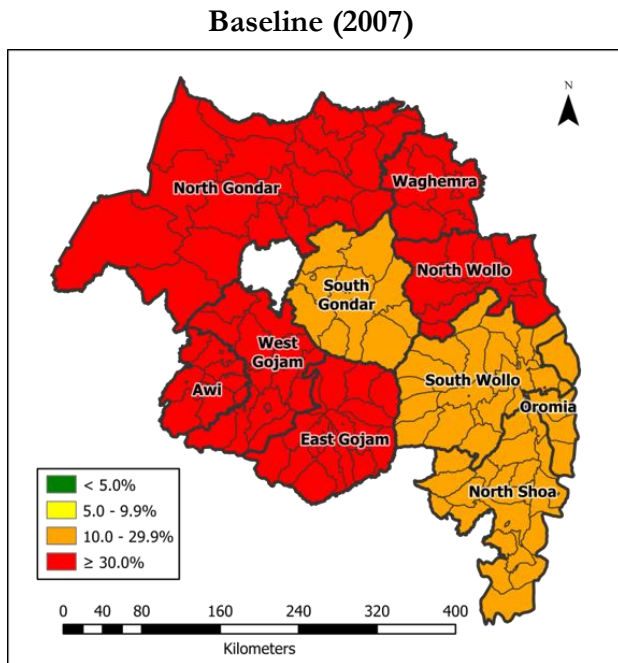 Baseline (2007)
N
North Gondar
Waghemra
North Wollo
South
Gondar
West
Gojam
Awi
South Wollo
Oromia
East Gojam
North Shoa
< 5.0%
5.0 - 9.9%
10.0 - 29.9%
≥ 30.0%
0 40 80 160 240 320 400
Kilometers